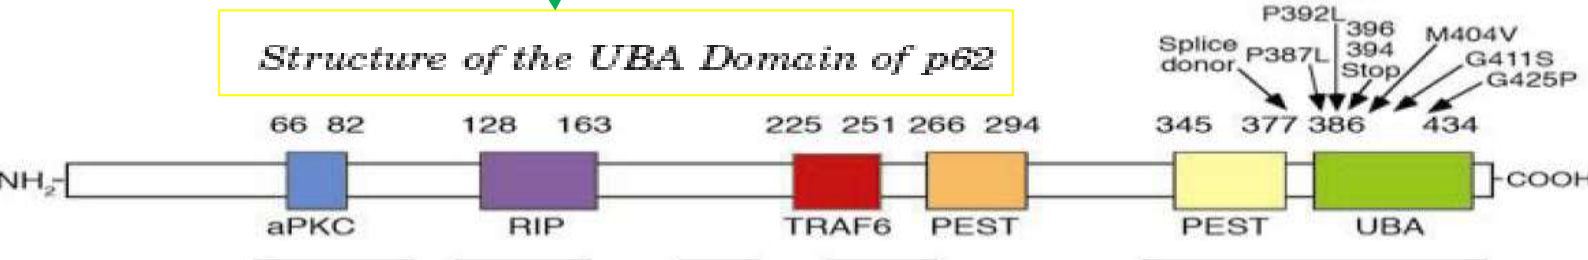 Structure of the UBA Domain of p62
P392L
396
394
Stop
M404V
G411S
G425P
Splice
donor
P387L
66 82 128 163 225 251 266 294 345 377 386 434
NH2 COOH
aPKC RIP TRAF6 PEST PEST UBA